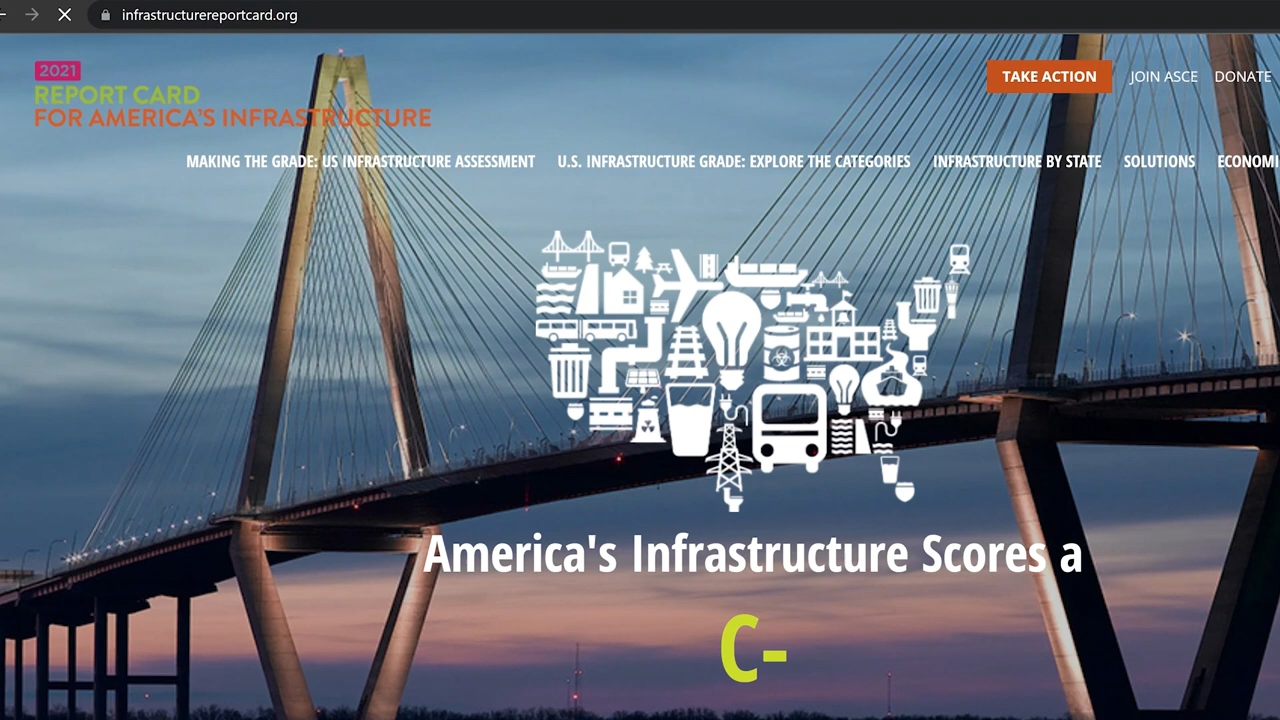 infrastructurereportcard.org
2021
REPORT CARD
FOR AMERICA'S INFRASTRUCTURE
TAKE ACTION JOIN ASCE DONATE
MAKING THE GRADE: US INFRASTRUCTURE ASSESSMENT U.S. INFRASTRUCTURE GRADE: EXPLORE THE CATEGORIES INFRASTRUCTURE BY STATE SOLUTIONS ECONOMI
America's Infrastructure Scores a
C-